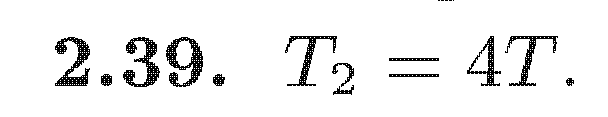 2.39. T₂ = 4T.